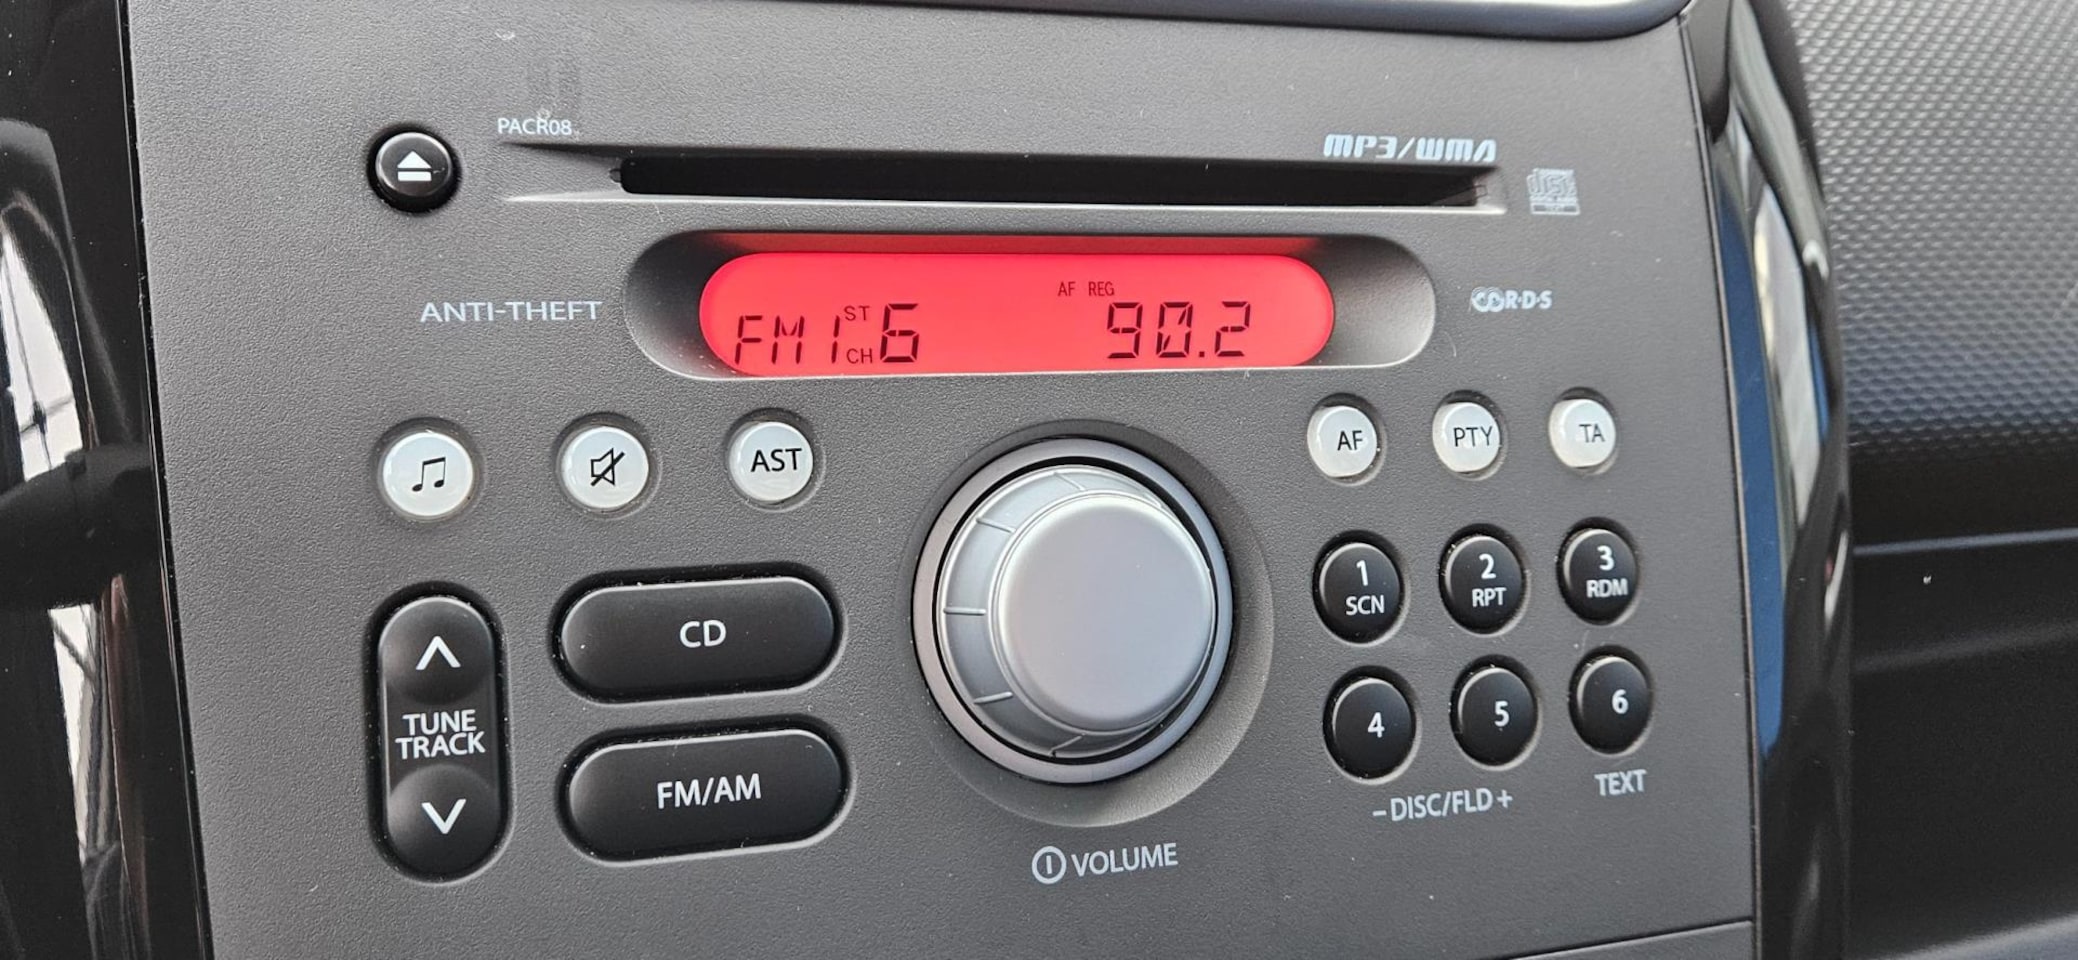 PACR08
MP3/WMA
disc
ANTI-THEFT
AF REG
FM1 ST CH 6 90.2
R·D·S
AST
AF
PTY
TA
1
SCN
2
RPT
3
RDM
CD
TUNE
TRACK
4
5
6
FM/AM
-DISC/FLD+
TEXT
VOLUME